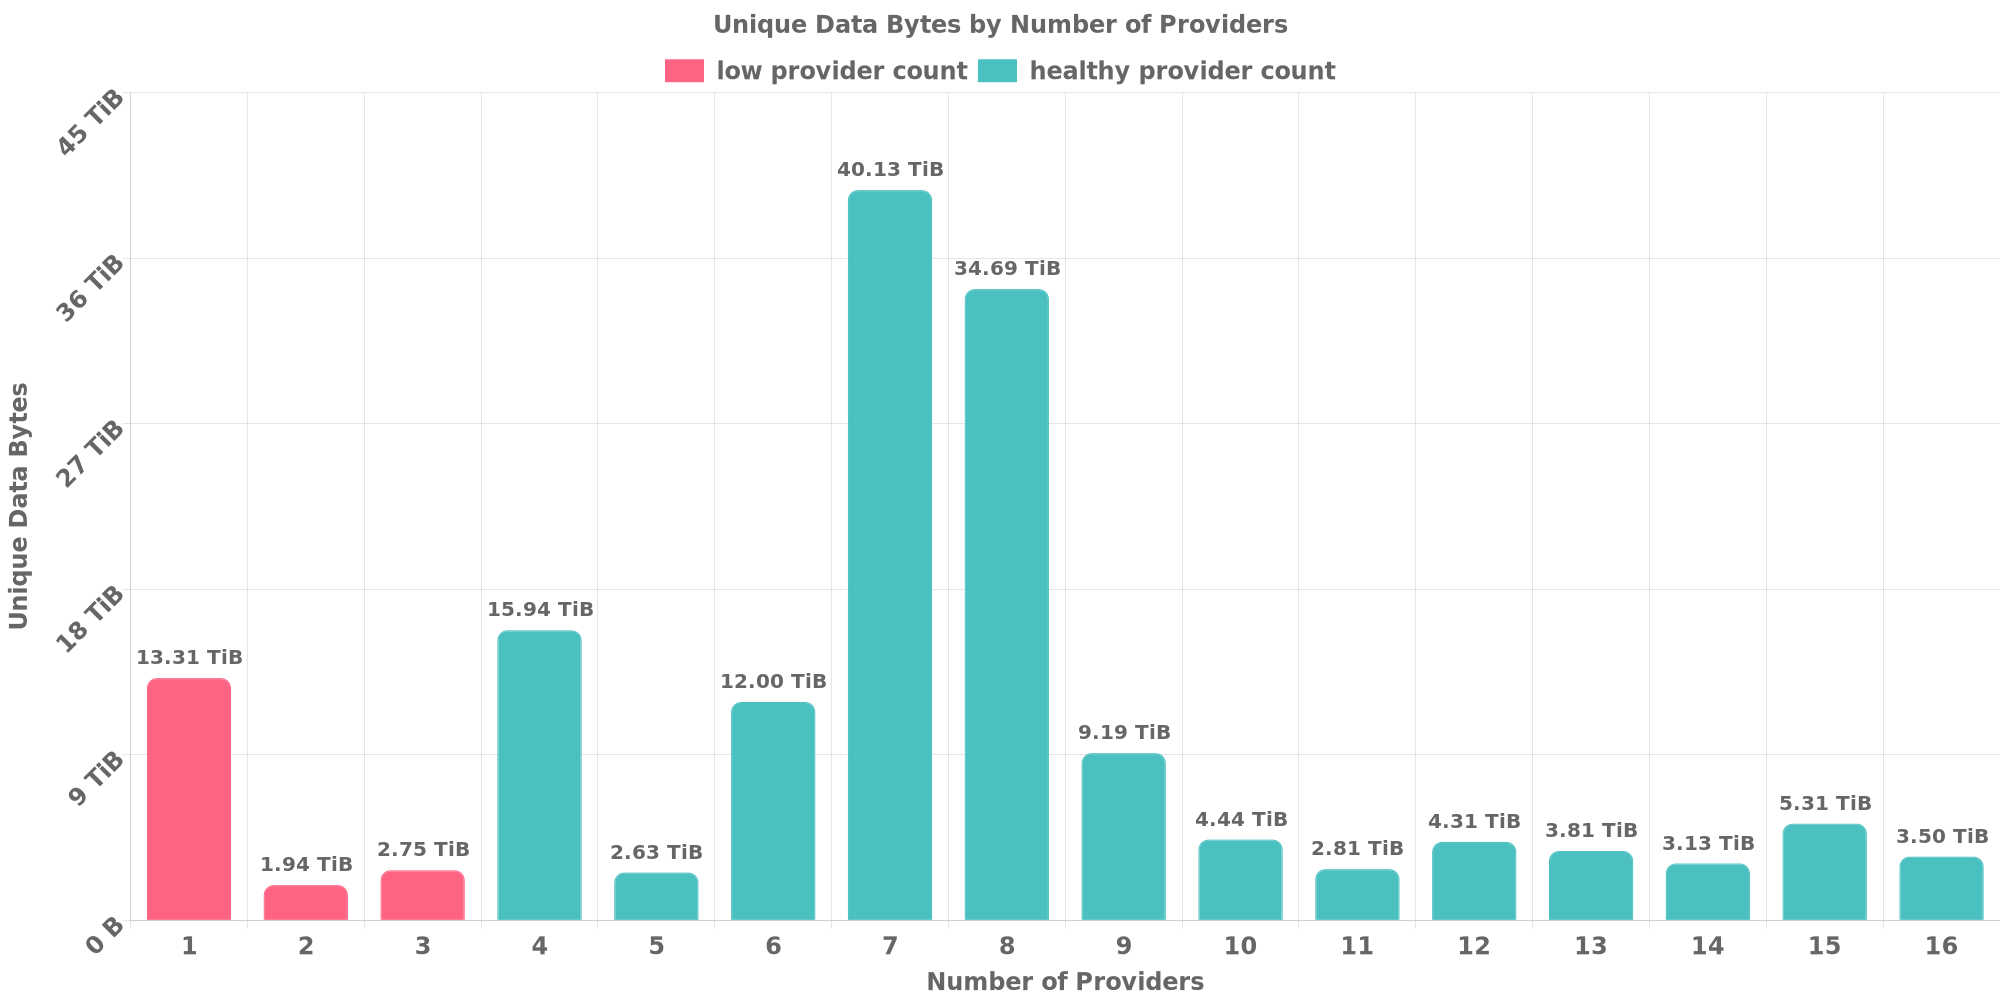 Unique Data Bytes by Number of Providers
low provider count
healthy provider count
45 TiB
36 TiB
27 TiB
18 TiB
9 TiB
0 B
Unique Data Bytes
13.31 TiB
1.94 TiB
2.75 TiB
15.94 TiB
2.63 TiB
12.00 TiB
40.13 TiB
34.69 TiB
9.19 TiB
4.44 TiB
2.81 TiB
4.31 TiB
3.81 TiB
3.13 TiB
5.31 TiB
3.50 TiB
1 2 3 4 5 6 7 8 9 10 11 12 13 14 15 16
Number of Providers